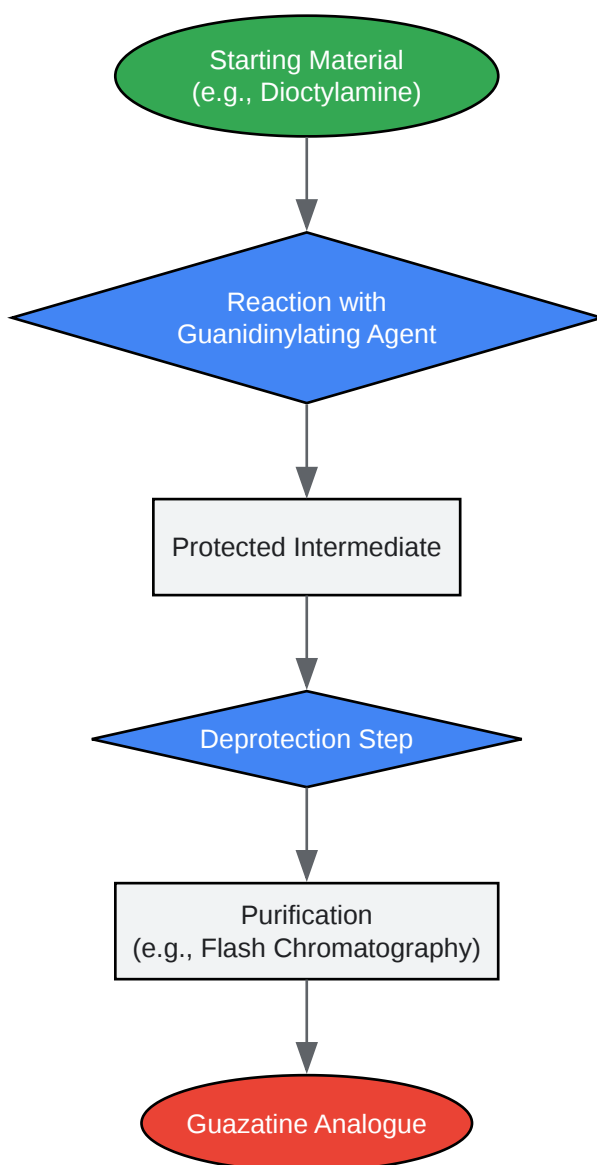 Starting Material
(e.g., Dioctylamine)
Reaction with
Guanidinylating Agent
Protected Intermediate
Deprotection Step
Purification
(e.g., Flash Chromatography)
Guazatine Analogue